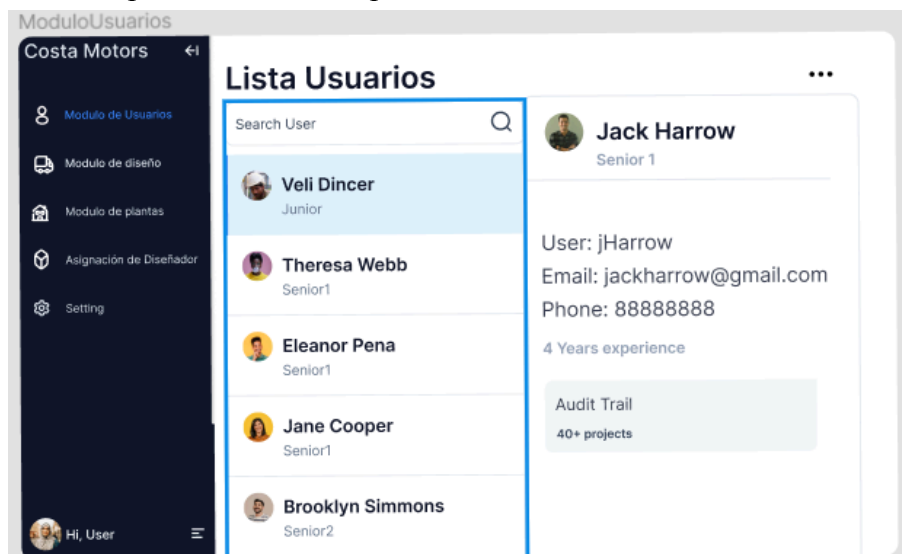 ModuloUsuarios
Costa Motors
Modulo de Usuarios
Modulo de diseño
Modulo de plantas
Asignación de Diseñador
Setting
Hi, User
Lista Usuarios
Search User
Veli Dincer
Junior
Theresa Webb
Senior1
Eleanor Pena
Senior1
Jane Cooper
Senior1
Brooklyn Simmons
Senior2
Jack Harrow
Senior 1
User: jHarrow
Email: jackharrow@gmail.com
Phone: 88888888
4 Years experience
Audit Trail
40+ projects